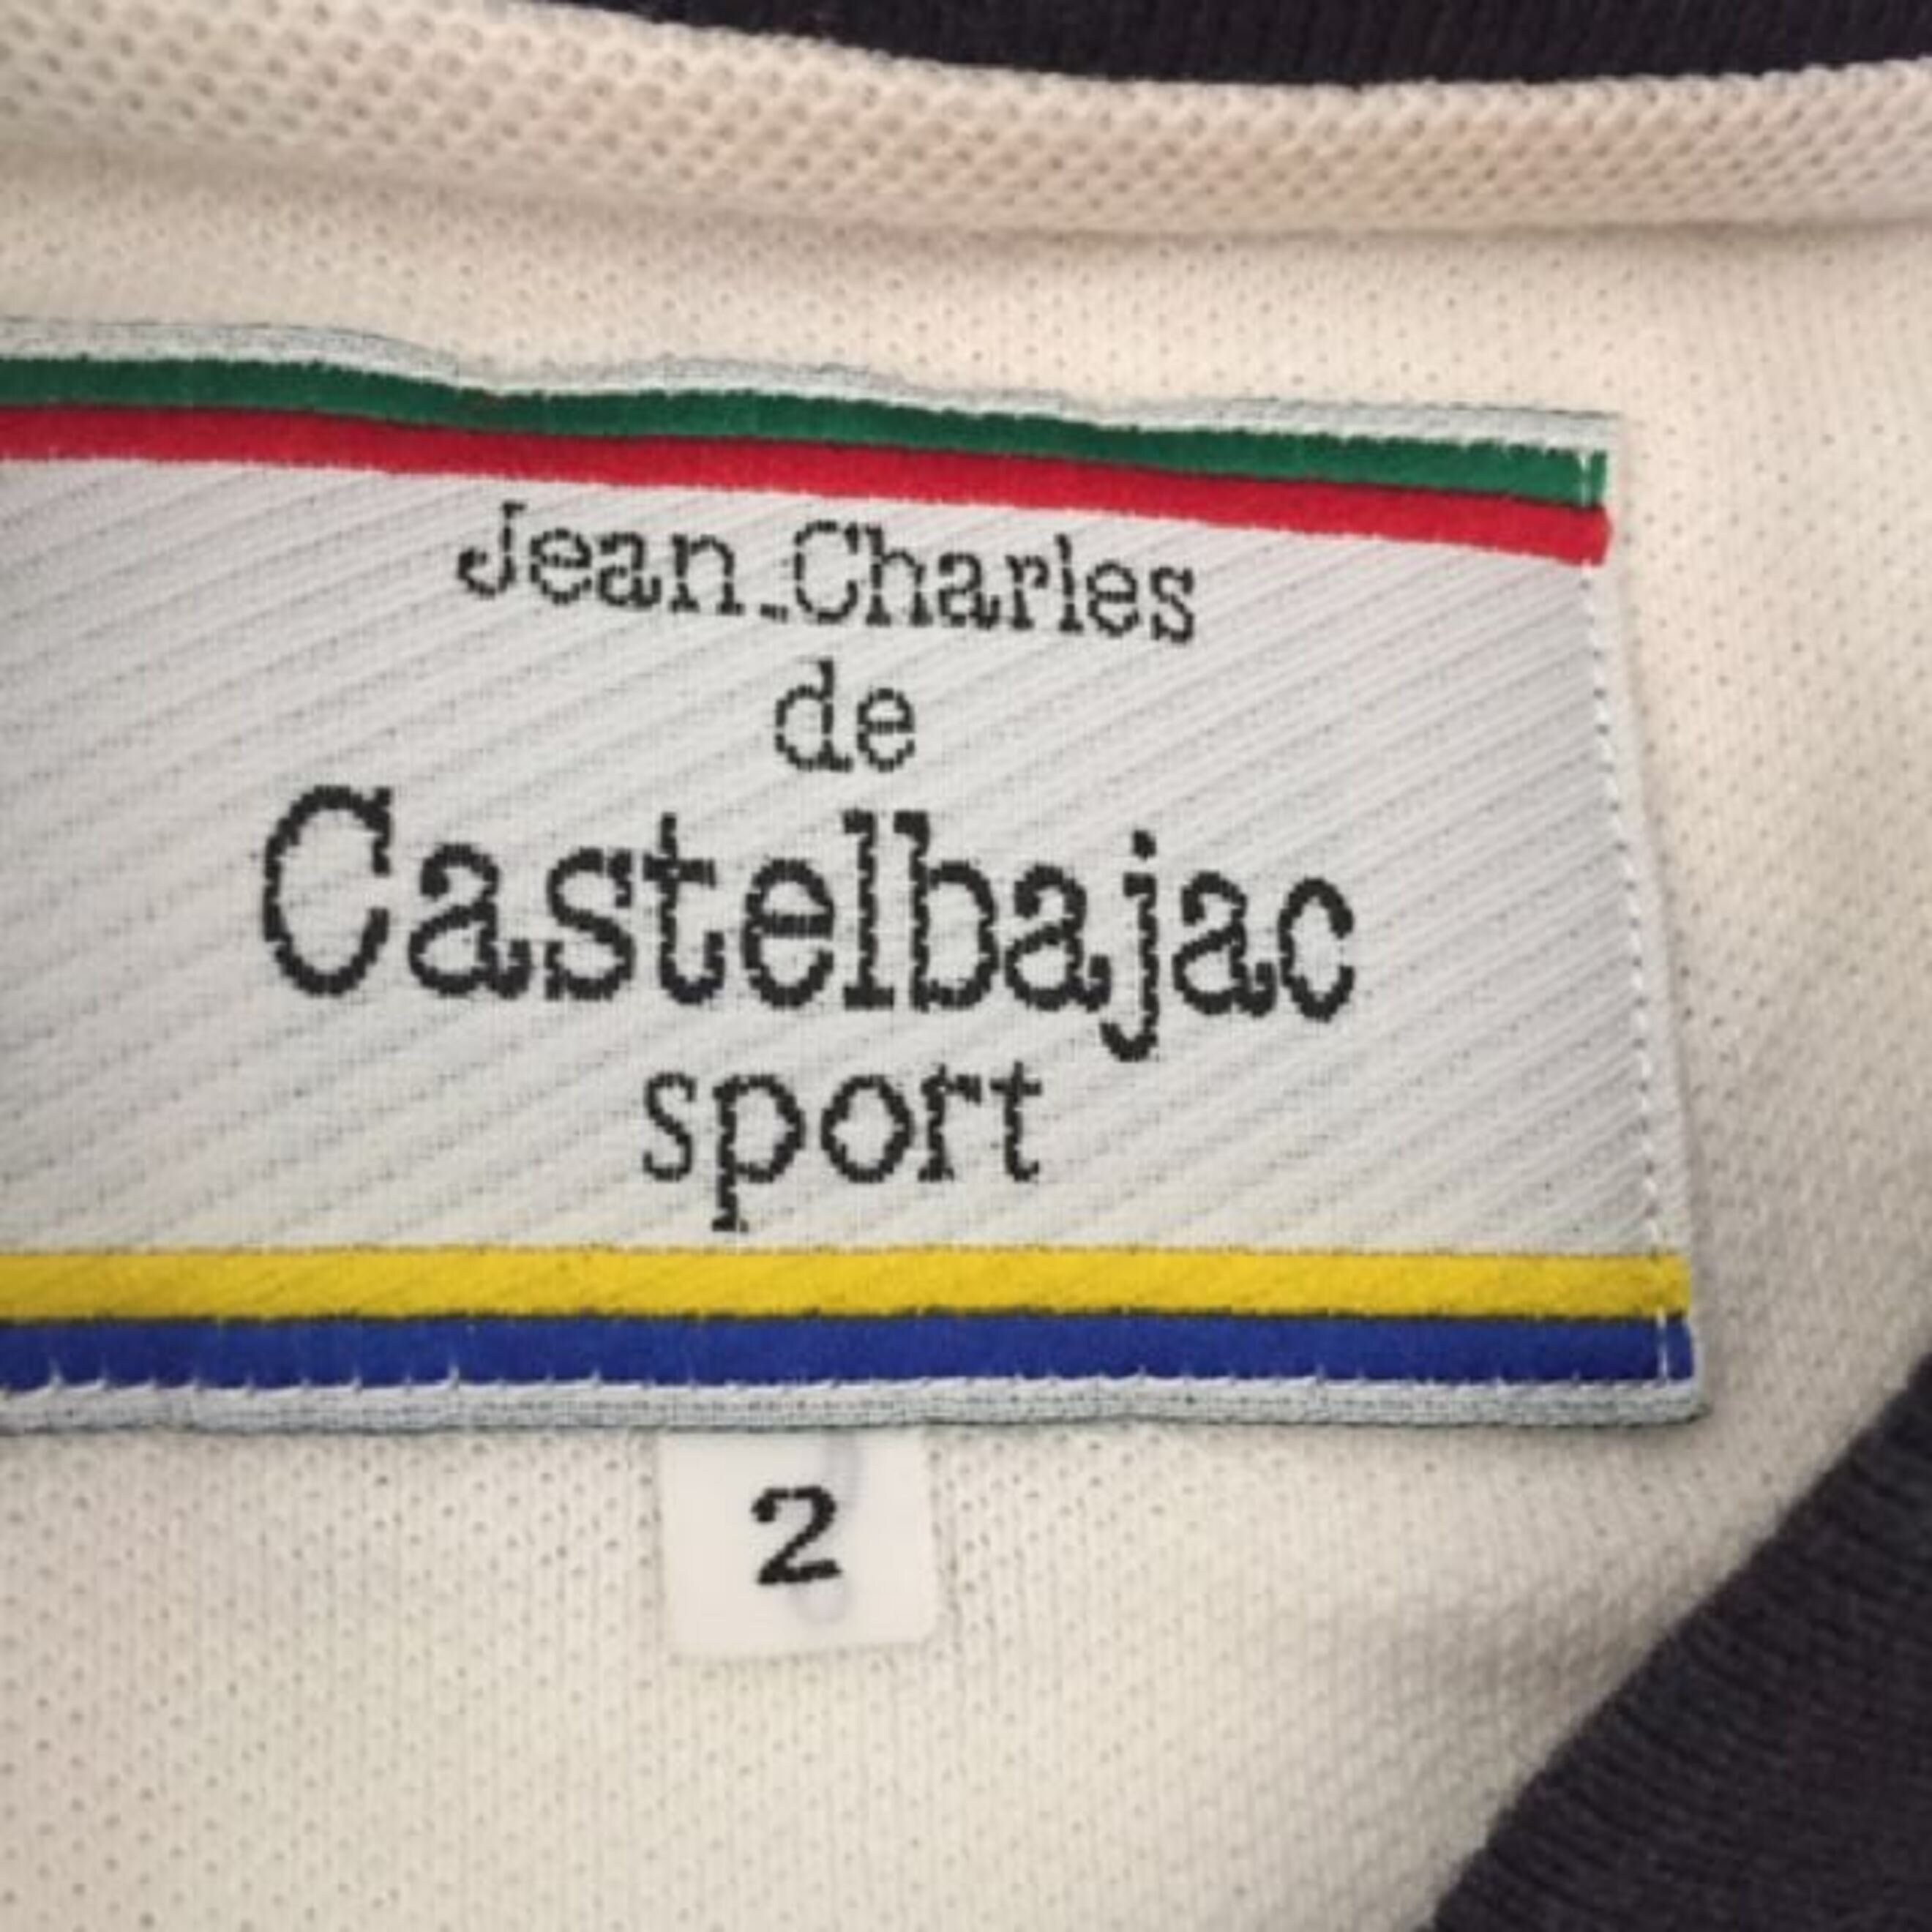 Jean-Charles
de
Castelbajac
sport
2